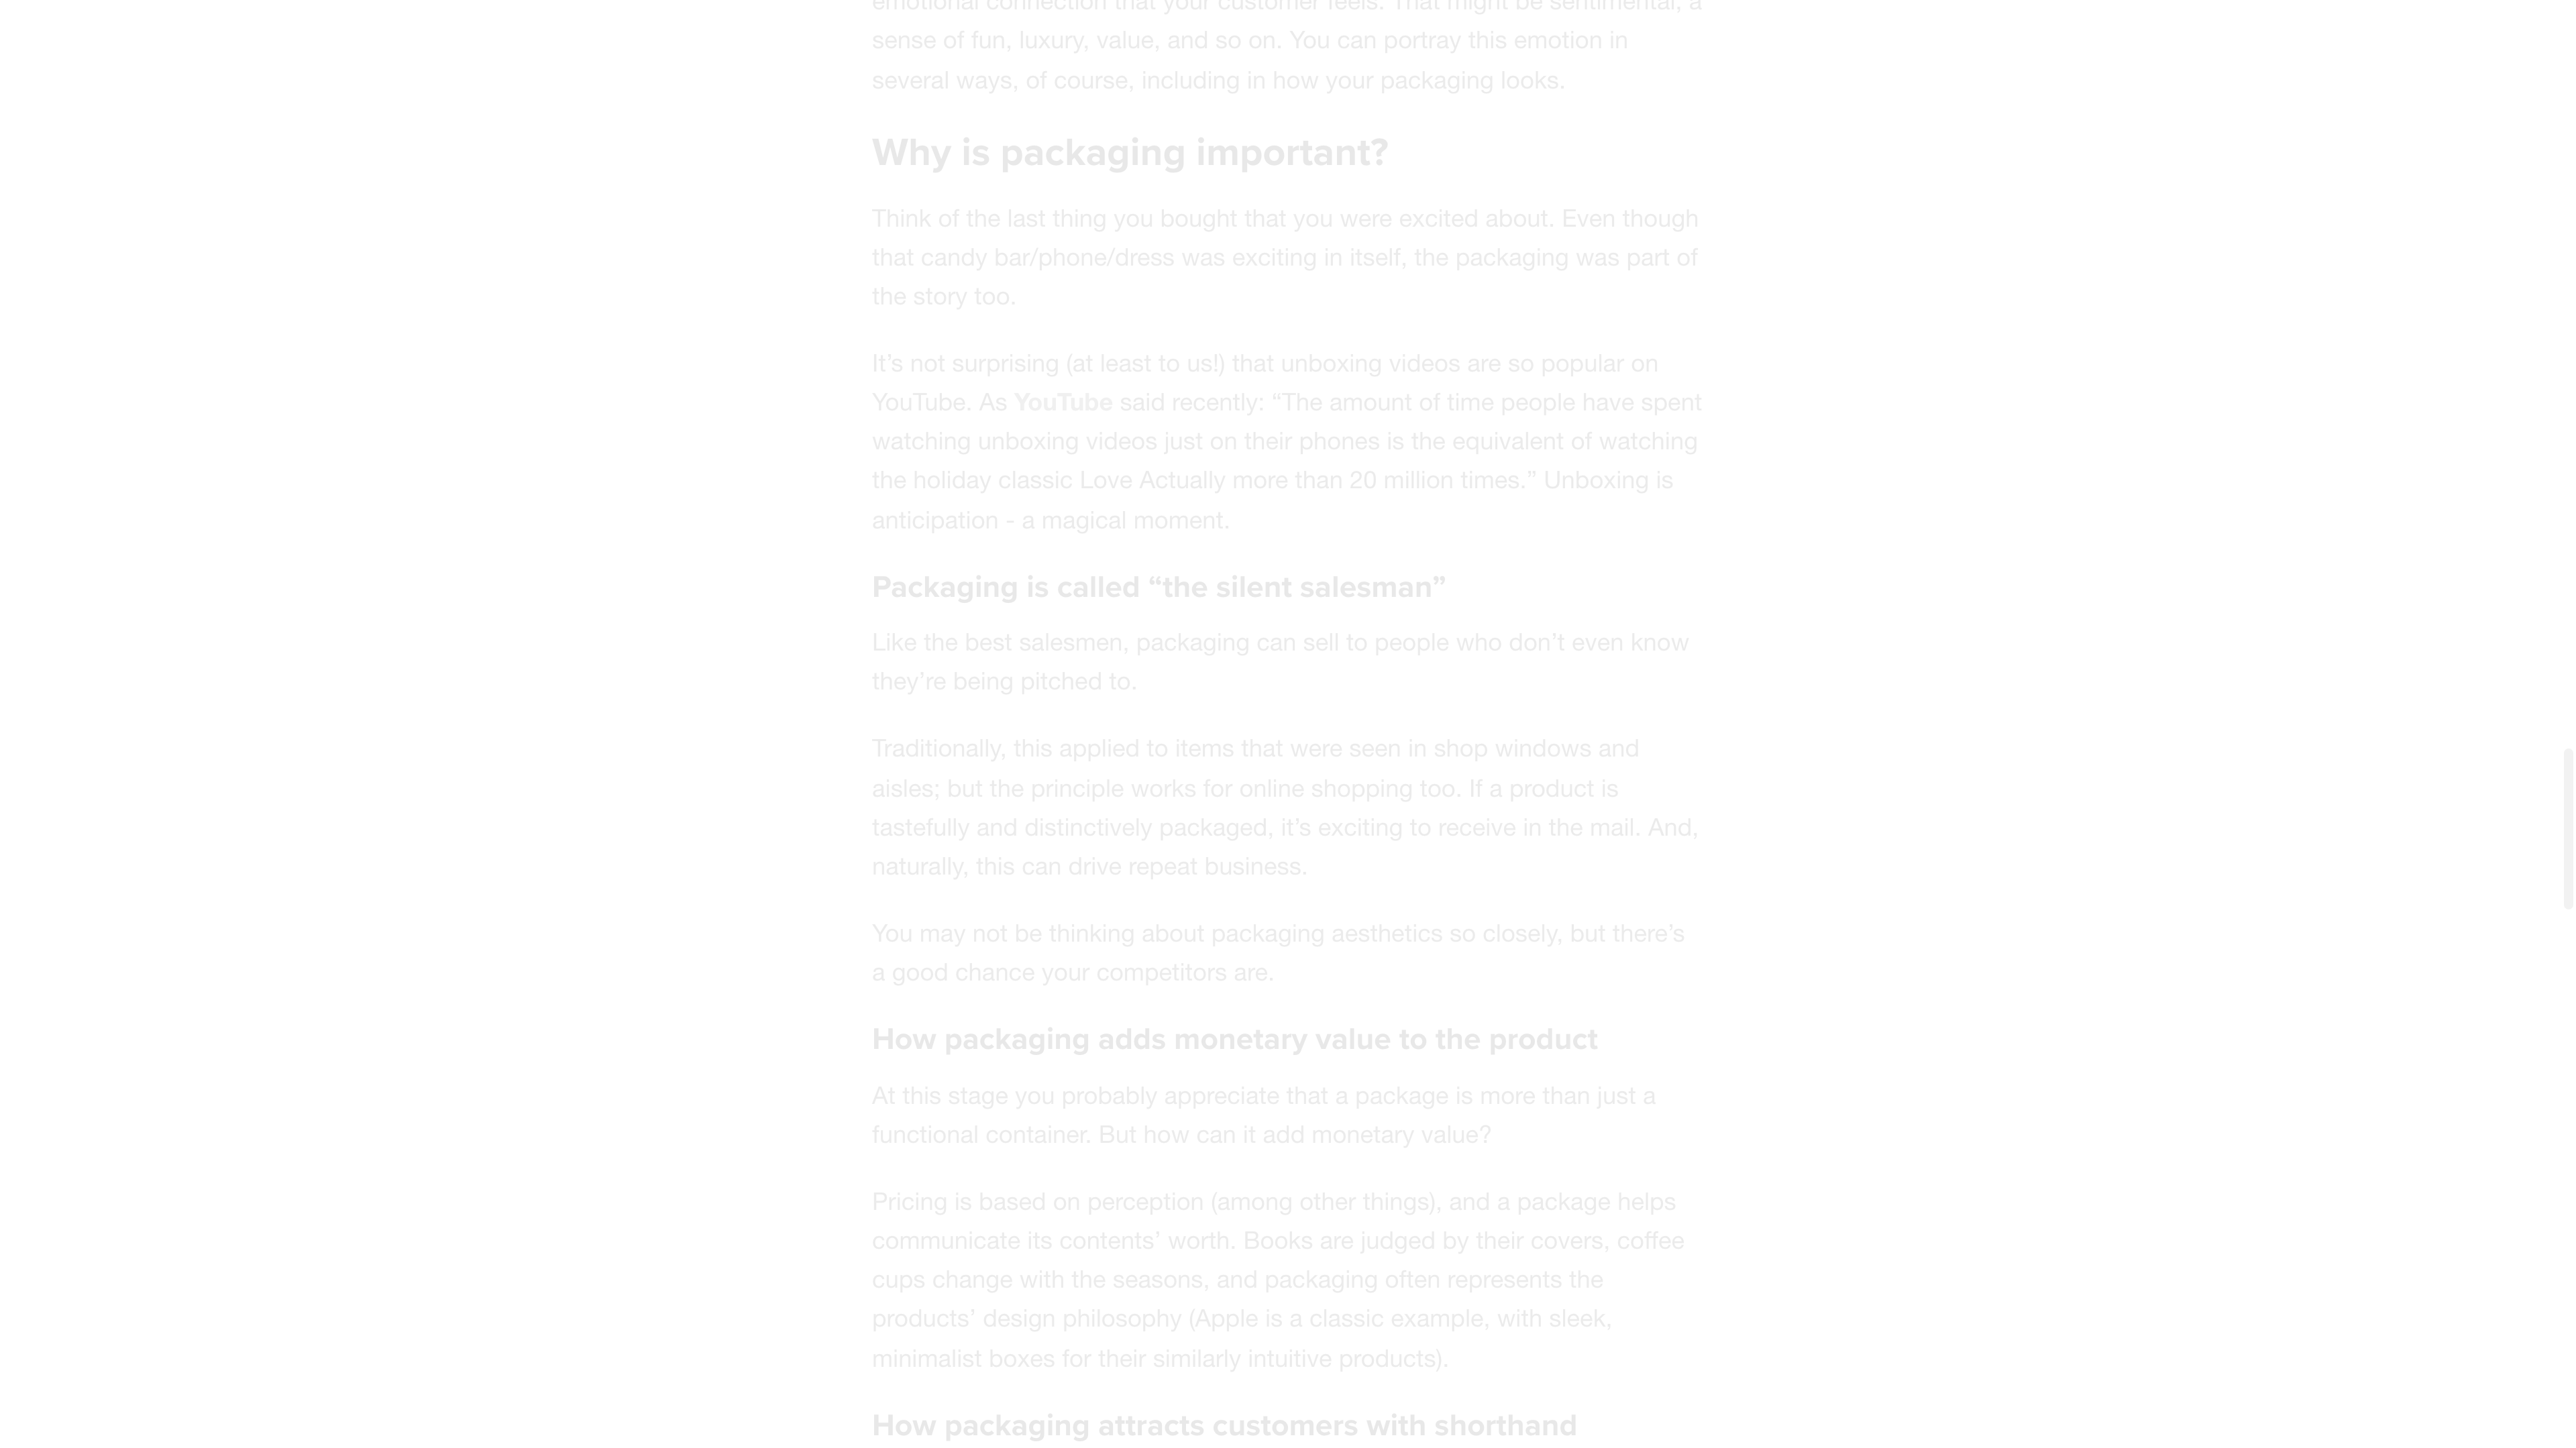 emotional connection that your customer feels. That might be sentimental, a
sense of fun, luxury, value, and so on. You can portray this emotion in
several ways, of course, including in how your packaging looks.
Why is packaging important?
Think of the last thing you bought that you were excited about. Even though
that candy bar/phone/dress was exciting in itself, the packaging was part of
the story too.
It’s not surprising (at least to us!) that unboxing videos are so popular on
YouTube. As YouTube said recently: “The amount of time people have spent
watching unboxing videos just on their phones is the equivalent of watching
the holiday classic Love Actually more than 20 million times.” Unboxing is
anticipation - a magical moment.
Packaging is called “the silent salesman”
Like the best salesmen, packaging can sell to people who don’t even know
they’re being pitched to.
Traditionally, this applied to items that were seen in shop windows and
aisles; but the principle works for online shopping too. If a product is
tastefully and distinctively packaged, it’s exciting to receive in the mail. And,
naturally, this can drive repeat business.
You may not be thinking about packaging aesthetics so closely, but there’s
a good chance your competitors are.
How packaging adds monetary value to the product
At this stage you probably appreciate that a package is more than just a
functional container. But how can it add monetary value?
Pricing is based on perception (among other things), and a package helps
communicate its contents’ worth. Books are judged by their covers, coffee
cups change with the seasons, and packaging often represents the
products’ design philosophy (Apple is a classic example, with sleek,
minimalist boxes for their similarly intuitive products).
How packaging attracts customers with shorthand